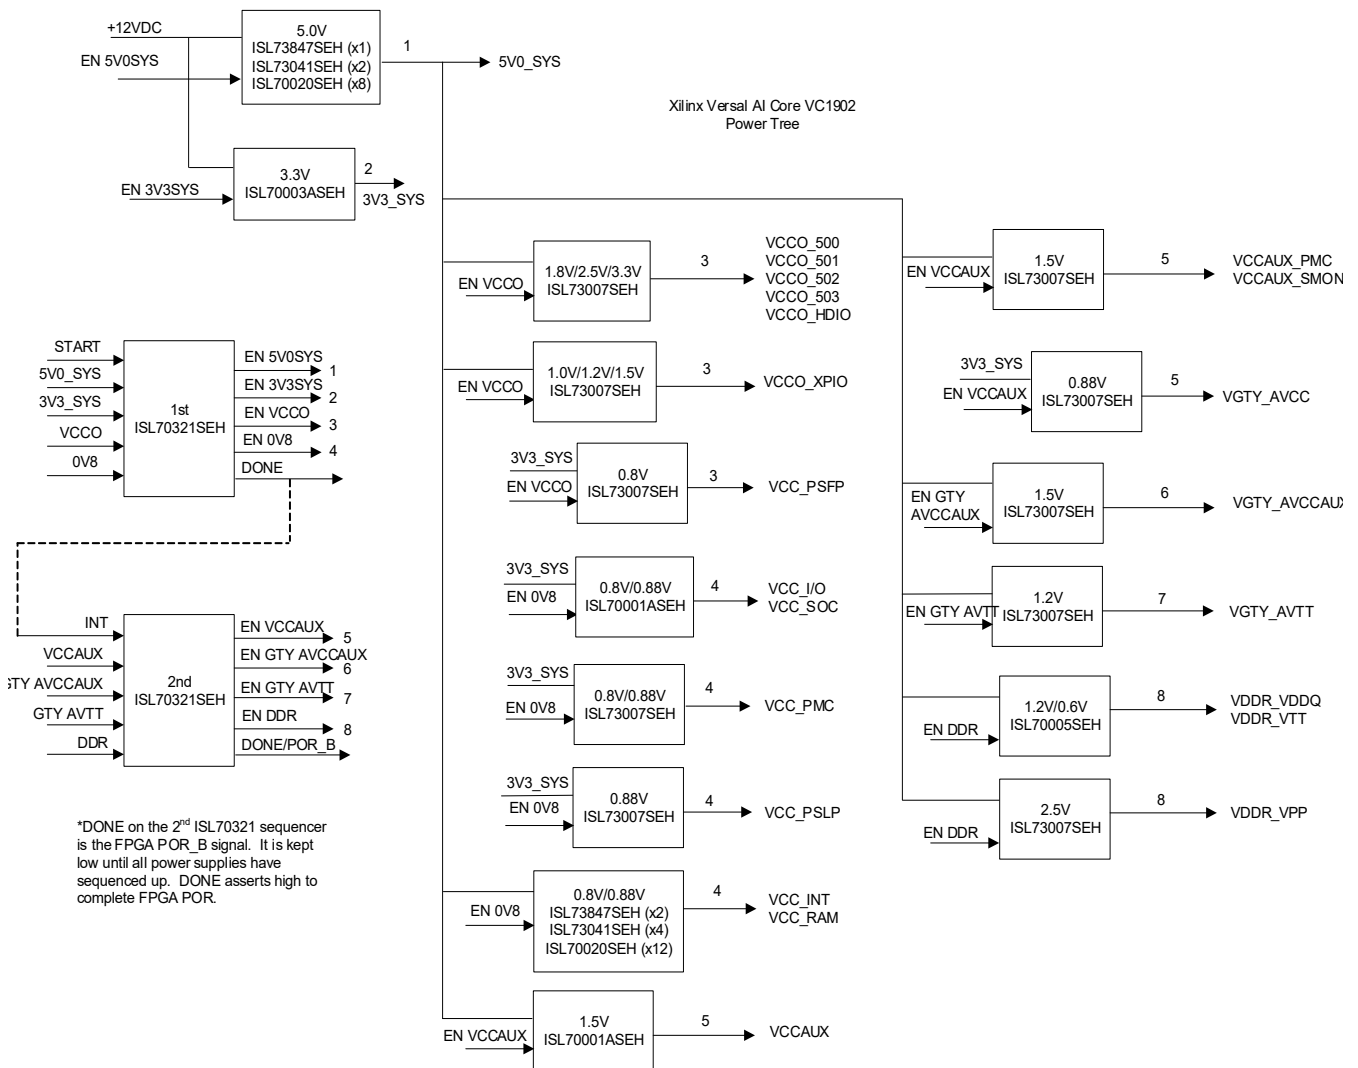 +12VDC
EN 5V0SYS
5.0V
ISL73847SEH (x1)
ISL73041SEH (x2)
ISL70020SEH (x8)
1
5V0_SYS
Xilinx Versal AI Core VC1902
Power Tree
EN 3V3SYS
3.3V
ISL70003ASEH
2
3V3_SYS
START
5V0_SYS
3V3_SYS
VCCO
0V8
1st
ISL70321SEH
EN 5V0SYS
1
EN 3V3SYS
2
EN VCCO
3
EN 0V8
4
DONE
INT
VCCAUX
GTY AVCCAUX
GTY AVTT
DDR
2nd
ISL70321SEH
EN VCCAUX
5
EN GTY AVCCAUX
6
EN GTY AVTT
7
EN DDR
8
DONE/POR_B
*DONE on the 2nd ISL70321 sequencer
is the FPGA POR_B signal. It is kept
low until all power supplies have
sequenced up. DONE asserts high to
complete FPGA POR.
EN VCCO
1.8V/2.5V/3.3V
ISL73007SEH
3
VCCO_500
VCCO_501
VCCO_502
VCCO_503
VCCO_HDIO
EN VCCO
1.0V/1.2V/1.5V
ISL73007SEH
3
VCCO_XPIO
3V3_SYS
EN VCCO
0.8V
ISL73007SEH
3
VCC_PSFP
3V3_SYS
EN 0V8
0.8V/0.88V
ISL70001ASEH
4
VCC_I/O
VCC_SOC
3V3_SYS
EN 0V8
0.8V/0.88V
ISL73007SEH
4
VCC_PMC
3V3_SYS
EN 0V8
0.88V
ISL73007SEH
4
VCC_PSLP
EN 0V8
0.8V/0.88V
ISL73847SEH (x2)
ISL73041SEH (x4)
ISL70020SEH (x12)
4
VCC_INT
VCC_RAM
EN VCCAUX
1.5V
ISL70001ASEH
5
VCCAUX
EN VCCAUX
1.5V
ISL73007SEH
5
VCCAUX_PMC
VCCAUX_SMON
3V3_SYS
EN VCCAUX
0.88V
ISL73007SEH
5
VGTY_AVCC
EN GTY
AVCCAUX
1.5V
ISL73007SEH
6
VGTY_AVCCAUX
EN GTY AVTT
1.2V
ISL73007SEH
7
VGTY_AVTT
EN DDR
1.2V/0.6V
ISL70005SEH
8
VDDR_VDDQ
VDDR_VTT
EN DDR
2.5V
ISL73007SEH
8
VDDR_VPP